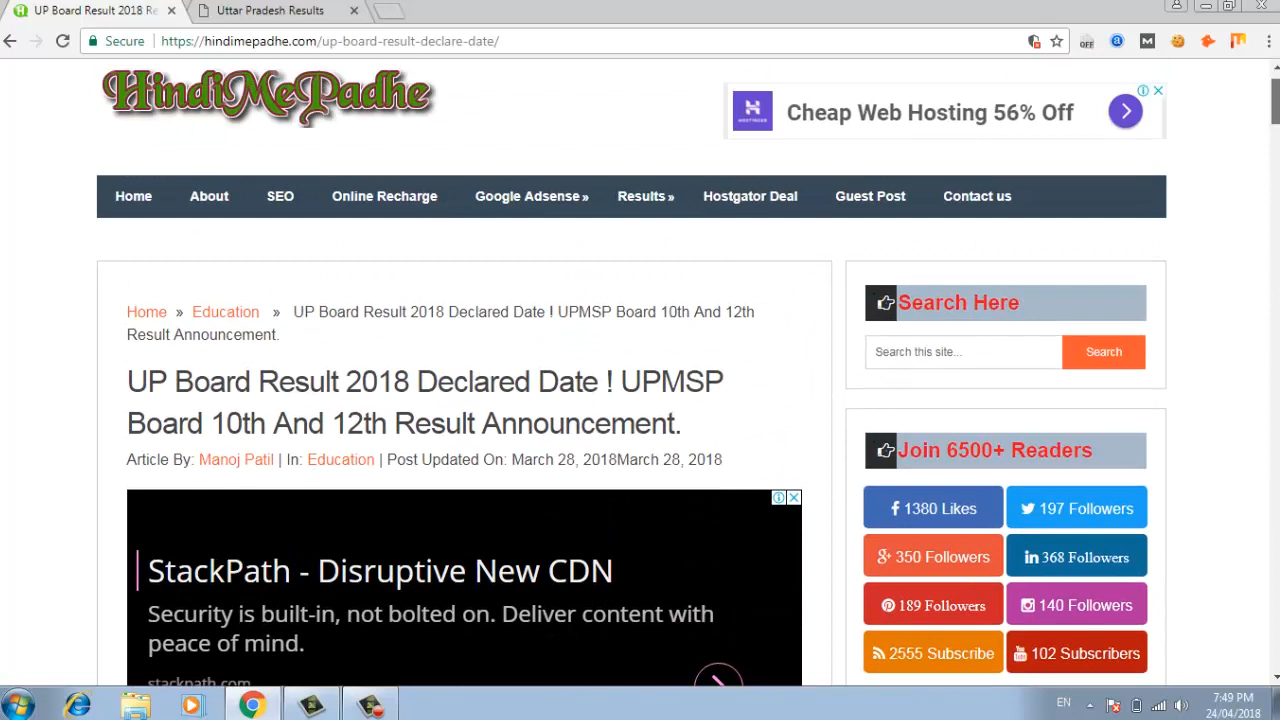 UP Board Result 2018 Re
Uttar Pradesh Results
Secure
https://hindimepadhe.com/up-board-result-declare-date/
OFF
HindiMePadhe
Cheap Web Hosting 56% Off
Home About SEO Online Recharge Google Adsense » Results » Hostgator Deal Guest Post Contact us
Home » Education » UP Board Result 2018 Declared Date ! UPMSP Board 10th And 12th
Result Announcement.
UP Board Result 2018 Declared Date ! UPMSP
Board 10th And 12th Result Announcement.
Article By: Manoj Patil | In: Education | Post Updated On: March 28, 2018March 28, 2018
StackPath - Disruptive New CDN
Security is built-in, not bolted on. Deliver content with
peace of mind.
stackpath.com
Search Here
Search this site...
Search
Join 6500+ Readers
1380 Likes
197 Followers
350 Followers
368 Followers
189 Followers
140 Followers
2555 Subscribe
102 Subscribers
EN
7:49 PM
24/04/2018